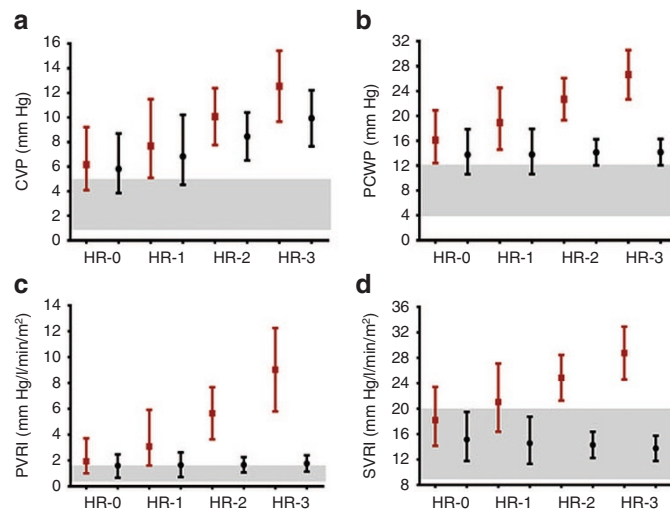 a
b
16
14
12
10
8
6
4
2
0
CVP (mm Hg)
HR-0 HR-1 HR-2 HR-3
32
28
24
20
16
12
8
4
0
PCWP (mm Hg)
HR-0 HR-1 HR-2 HR-3
c
d
14
12
10
8
6
4
2
0
PVRI (mm Hg/l/min/m²)
HR-0 HR-1 HR-2 HR-3
36
32
28
24
20
16
12
8
SVRI (mm Hg/l/min/m²)
HR-0 HR-1 HR-2 HR-3